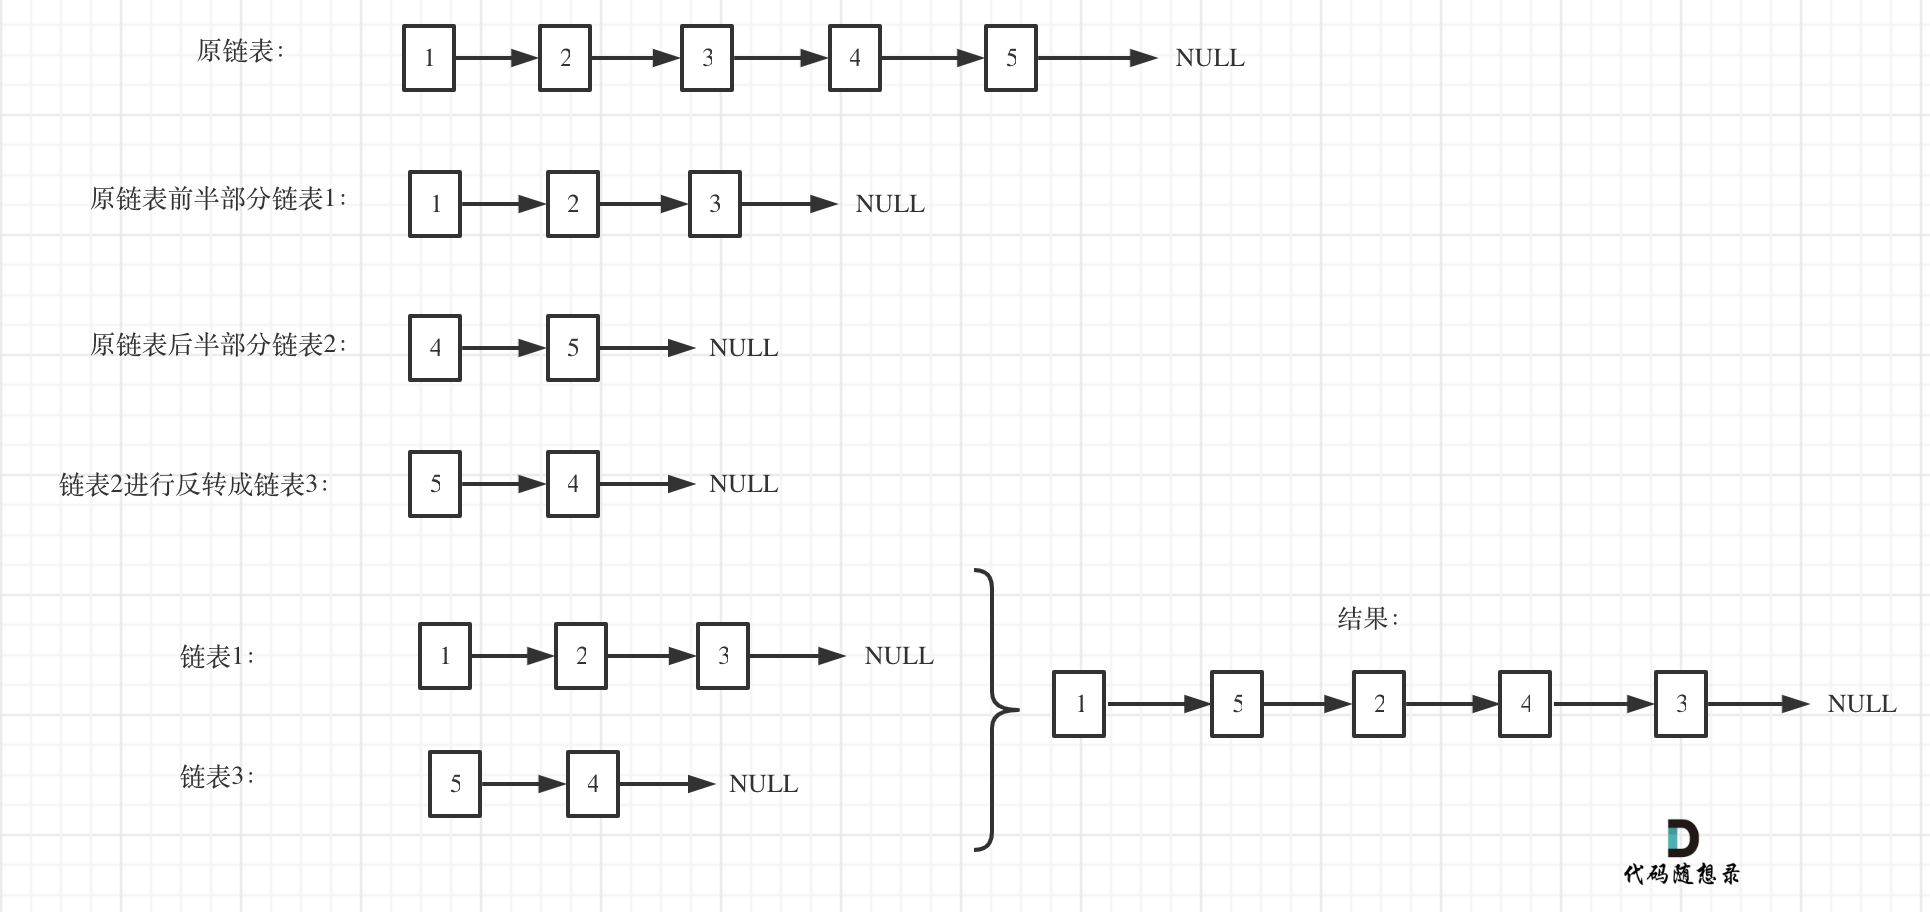 原链表: 1 2 3 4 5 NULL
原链表前半部分链表1: 1 2 3 NULL
原链表后半部分链表2: 4 5 NULL
链表2进行反转成链表3: 5 4 NULL
链表1: 1 2 3 NULL
链表3: 5 4 NULL
结果:
1 5 2 4 3 NULL
代码随想录